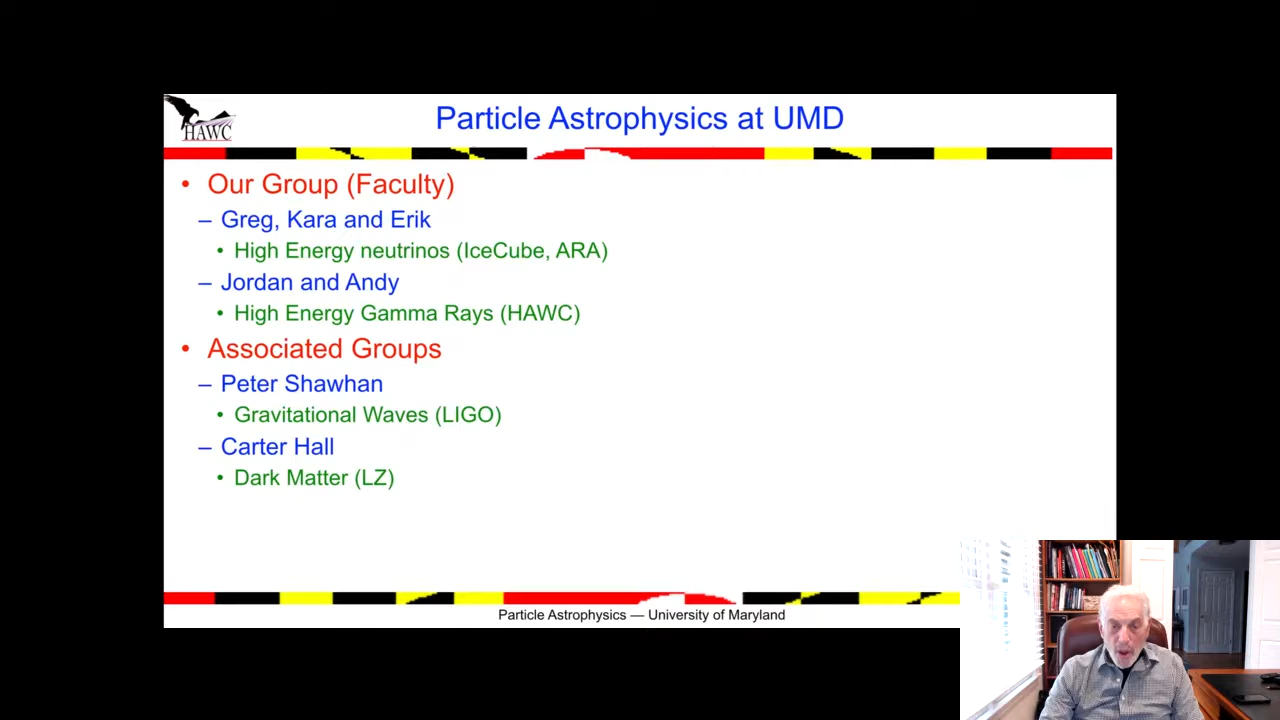 HAWC
Particle Astrophysics at UMD
• Our Group (Faculty)
– Greg, Kara and Erik
• High Energy neutrinos (IceCube, ARA)
– Jordan and Andy
• High Energy Gamma Rays (HAWC)
• Associated Groups
– Peter Shawhan
• Gravitational Waves (LIGO)
– Carter Hall
• Dark Matter (LZ)
Particle Astrophysics — University of Maryland